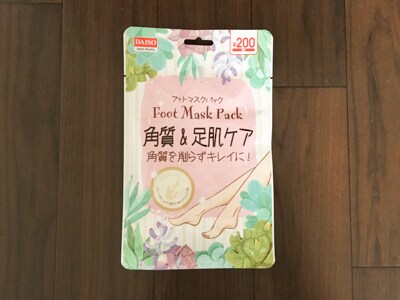 DAISO
¥200
フットマスクパック
Foot Mask Pack
角質&足肌ケア
角質を削らずキレイに!